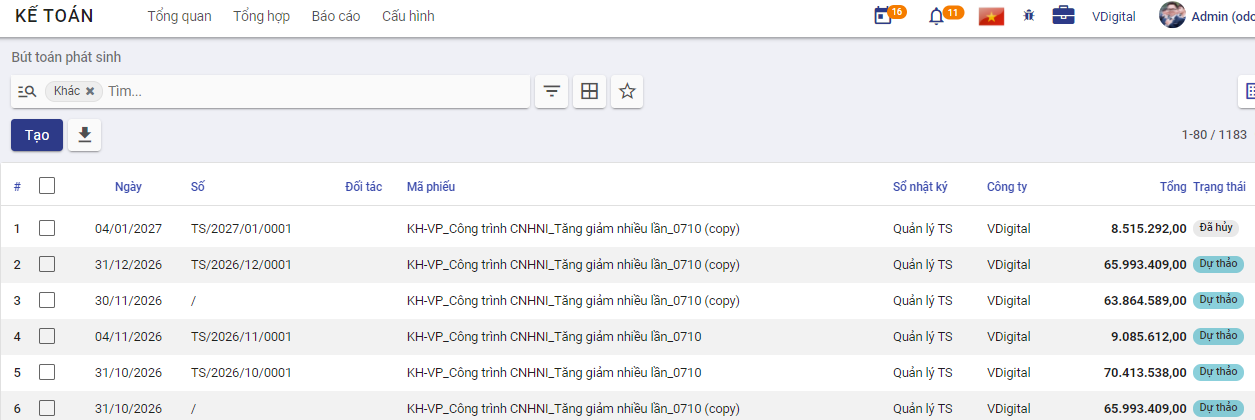 KẾ TOÁN Tổng quan Tổng hợp Báo cáo Cấu hình 16 11 VDigital Admin (odo
Bút toán phát sinh
Khác × Tìm...
Tạo 1-80 / 1183
# Ngày Số Đối tác Mã phiếu Sổ nhật ký Công ty Tổng Trạng thái
1 04/01/2027 TS/2027/01/0001 KH-VP_Công trình CNHNI_Tăng giảm nhiều lần_0710 (copy) Quản lý TS VDigital 8.515.292,00 Đã hủy
2 31/12/2026 TS/2026/12/0001 KH-VP_Công trình CNHNI_Tăng giảm nhiều lần_0710 (copy) Quản lý TS VDigital 65.993.409,00 Dự thảo
3 30/11/2026 / KH-VP_Công trình CNHNI_Tăng giảm nhiều lần_0710 (copy) Quản lý TS VDigital 63.864.589,00 Dự thảo
4 04/11/2026 TS/2026/11/0001 KH-VP_Công trình CNHNI_Tăng giảm nhiều lần_0710 Quản lý TS VDigital 9.085.612,00 Dự thảo
5 31/10/2026 TS/2026/10/0001 KH-VP_Công trình CNHNI_Tăng giảm nhiều lần_0710 Quản lý TS VDigital 70.413.538,00 Dự thảo
6 31/10/2026 / KH-VP_Công trình CNHNI_Tăng giảm nhiều lần_0710 (copy) Quản lý TS VDigital 65.993.409,00 Dự thảo